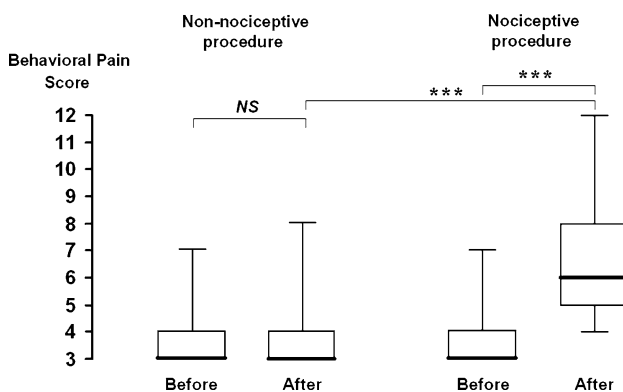 Non-nociceptive
procedure
Nociceptive
procedure
Behavioral Pain
Score
NS
***
***
12
11
10
9
8
7
6
5
4
3
Before
After
Before
After